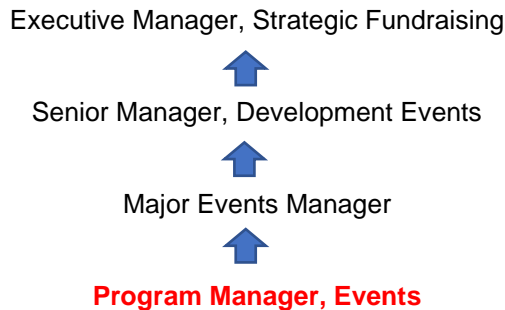 Executive Manager, Strategic Fundraising
Senior Manager, Development Events
Major Events Manager
Program Manager, Events